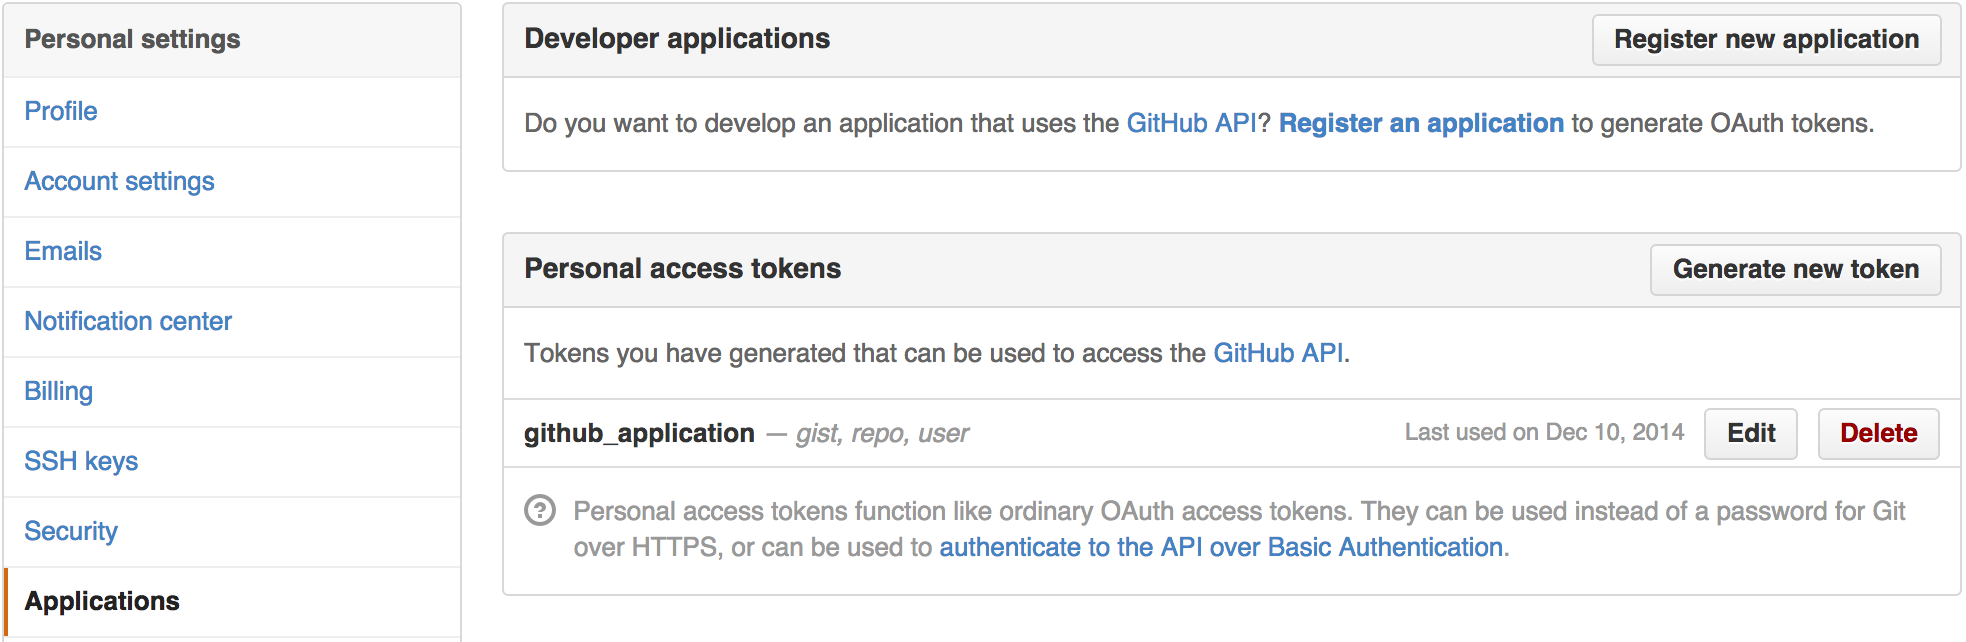 Personal settings
Profile
Account settings
Emails
Notification center
Billing
SSH keys
Security
Applications
Developer applications
Register new application
Do you want to develop an application that uses the GitHub API? Register an application to generate OAuth tokens.
Personal access tokens
Generate new token
Tokens you have generated that can be used to access the GitHub API.
github_application — gist, repo, user
Last used on Dec 10, 2014
Edit
Delete
Personal access tokens function like ordinary OAuth access tokens. They can be used instead of a password for Git
over HTTPS, or can be used to authenticate to the API over Basic Authentication.